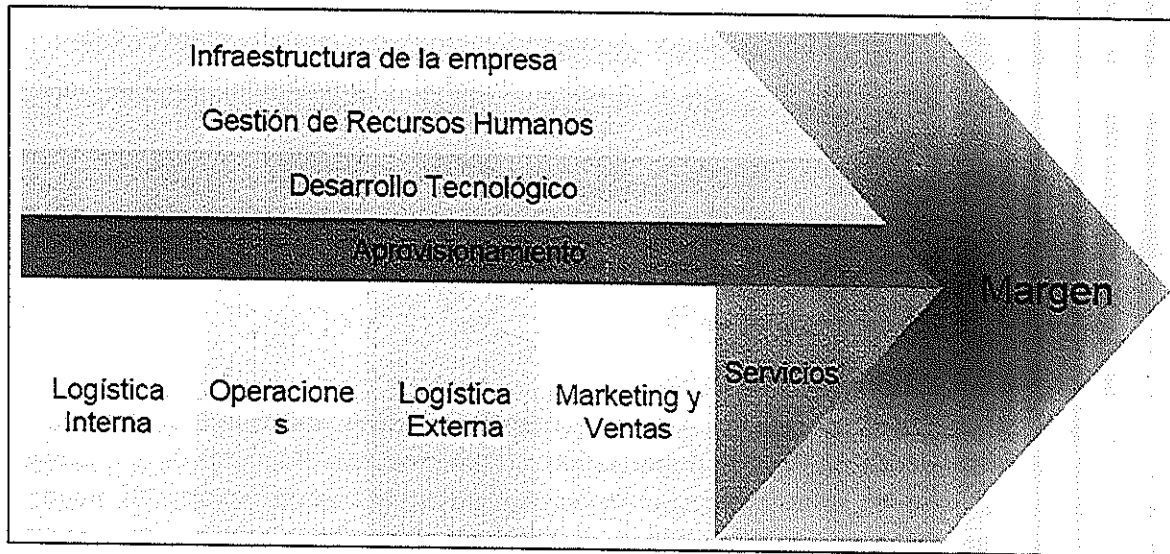 Infraestructura de la empresa
Gestión de Recursos Humanos
Desarrollo Tecnológico
Aprovisionamiento
Margen
Logística
Interna
Operacione
s
Logística
Externa
Marketing y
Ventas
Servicios